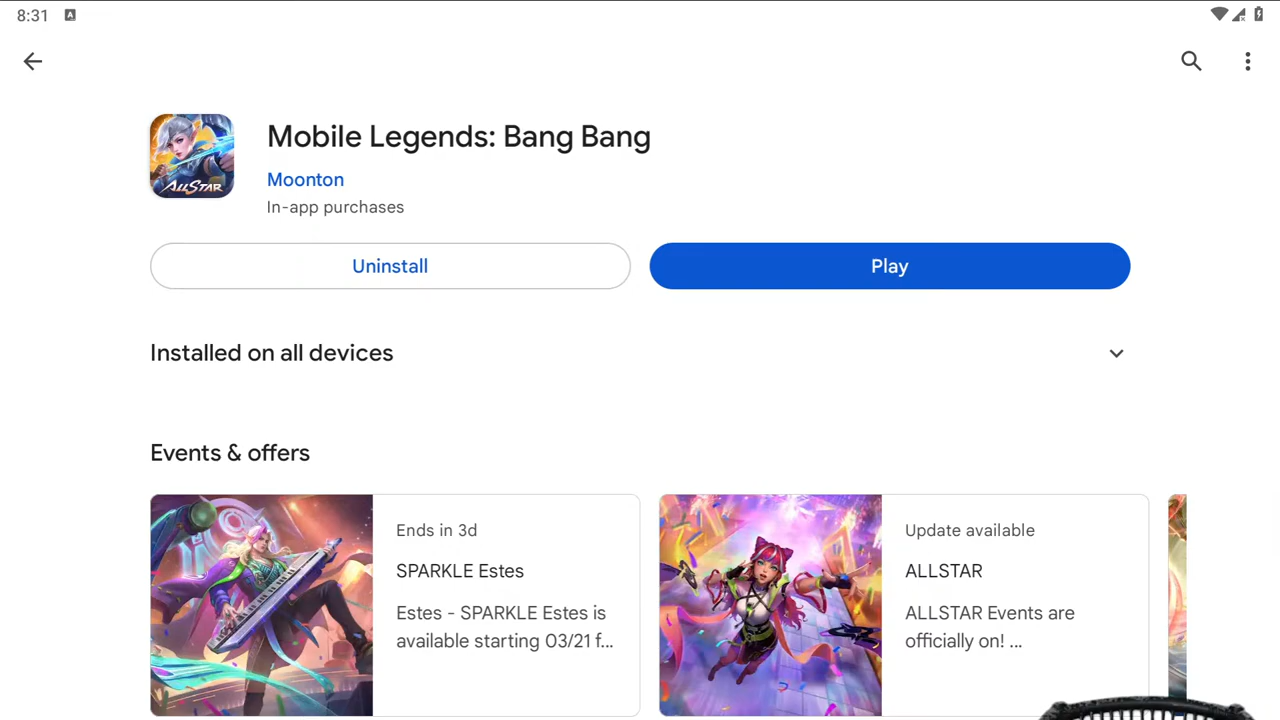 8:31
A
Mobile Legends: Bang Bang
ALLSTAR
Moonton
In-app purchases
Uninstall
Play
Installed on all devices
Events & offers
Ends in 3d
SPARKLE Estes
Estes - SPARKLE Estes is
available starting 03/21 f...
Update available
ALLSTAR
ALLSTAR Events are
officially on! ...